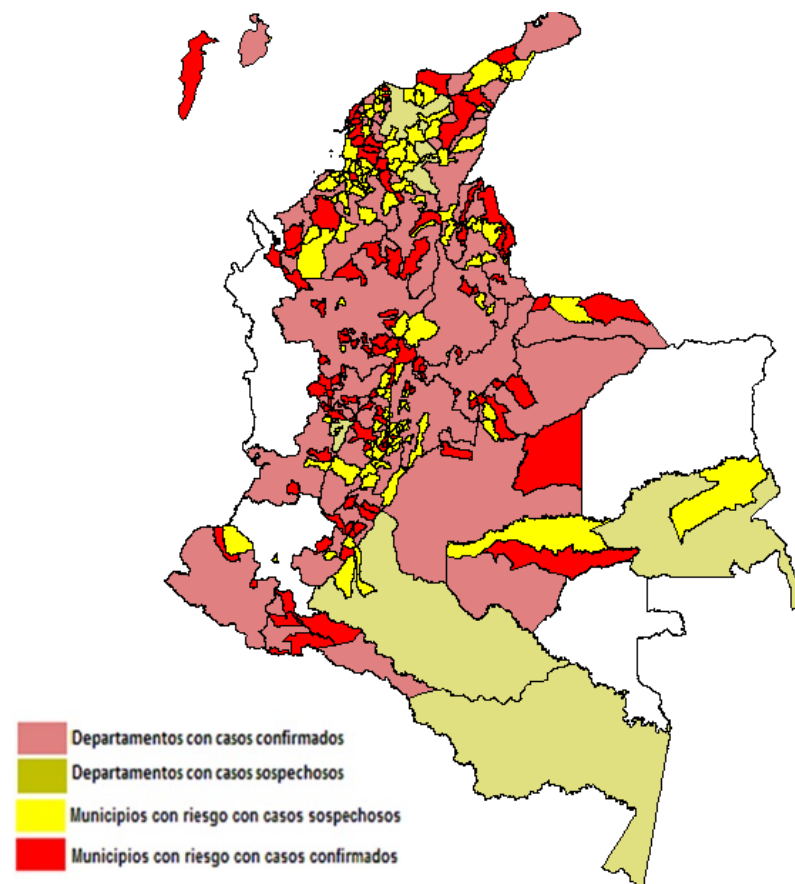 Departamentos con casos confirmados
Departamentos con casos sospechosos
Municipios con riesgo con casos sospechosos
Municipios con riesgo con casos confirmados